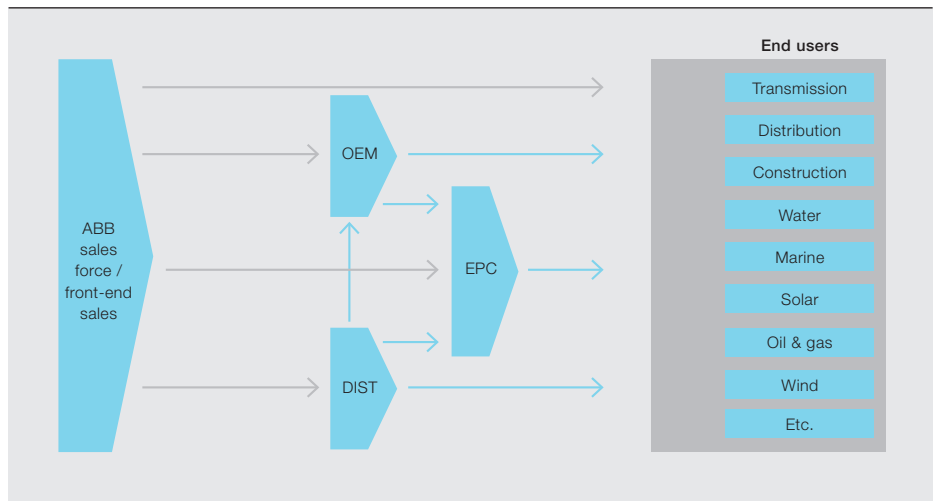 End users
ABB
sales
force /
front-end
sales
OEM
EPC
DIST
Transmission
Distribution
Construction
Water
Marine
Solar
Oil & gas
Wind
Etc.